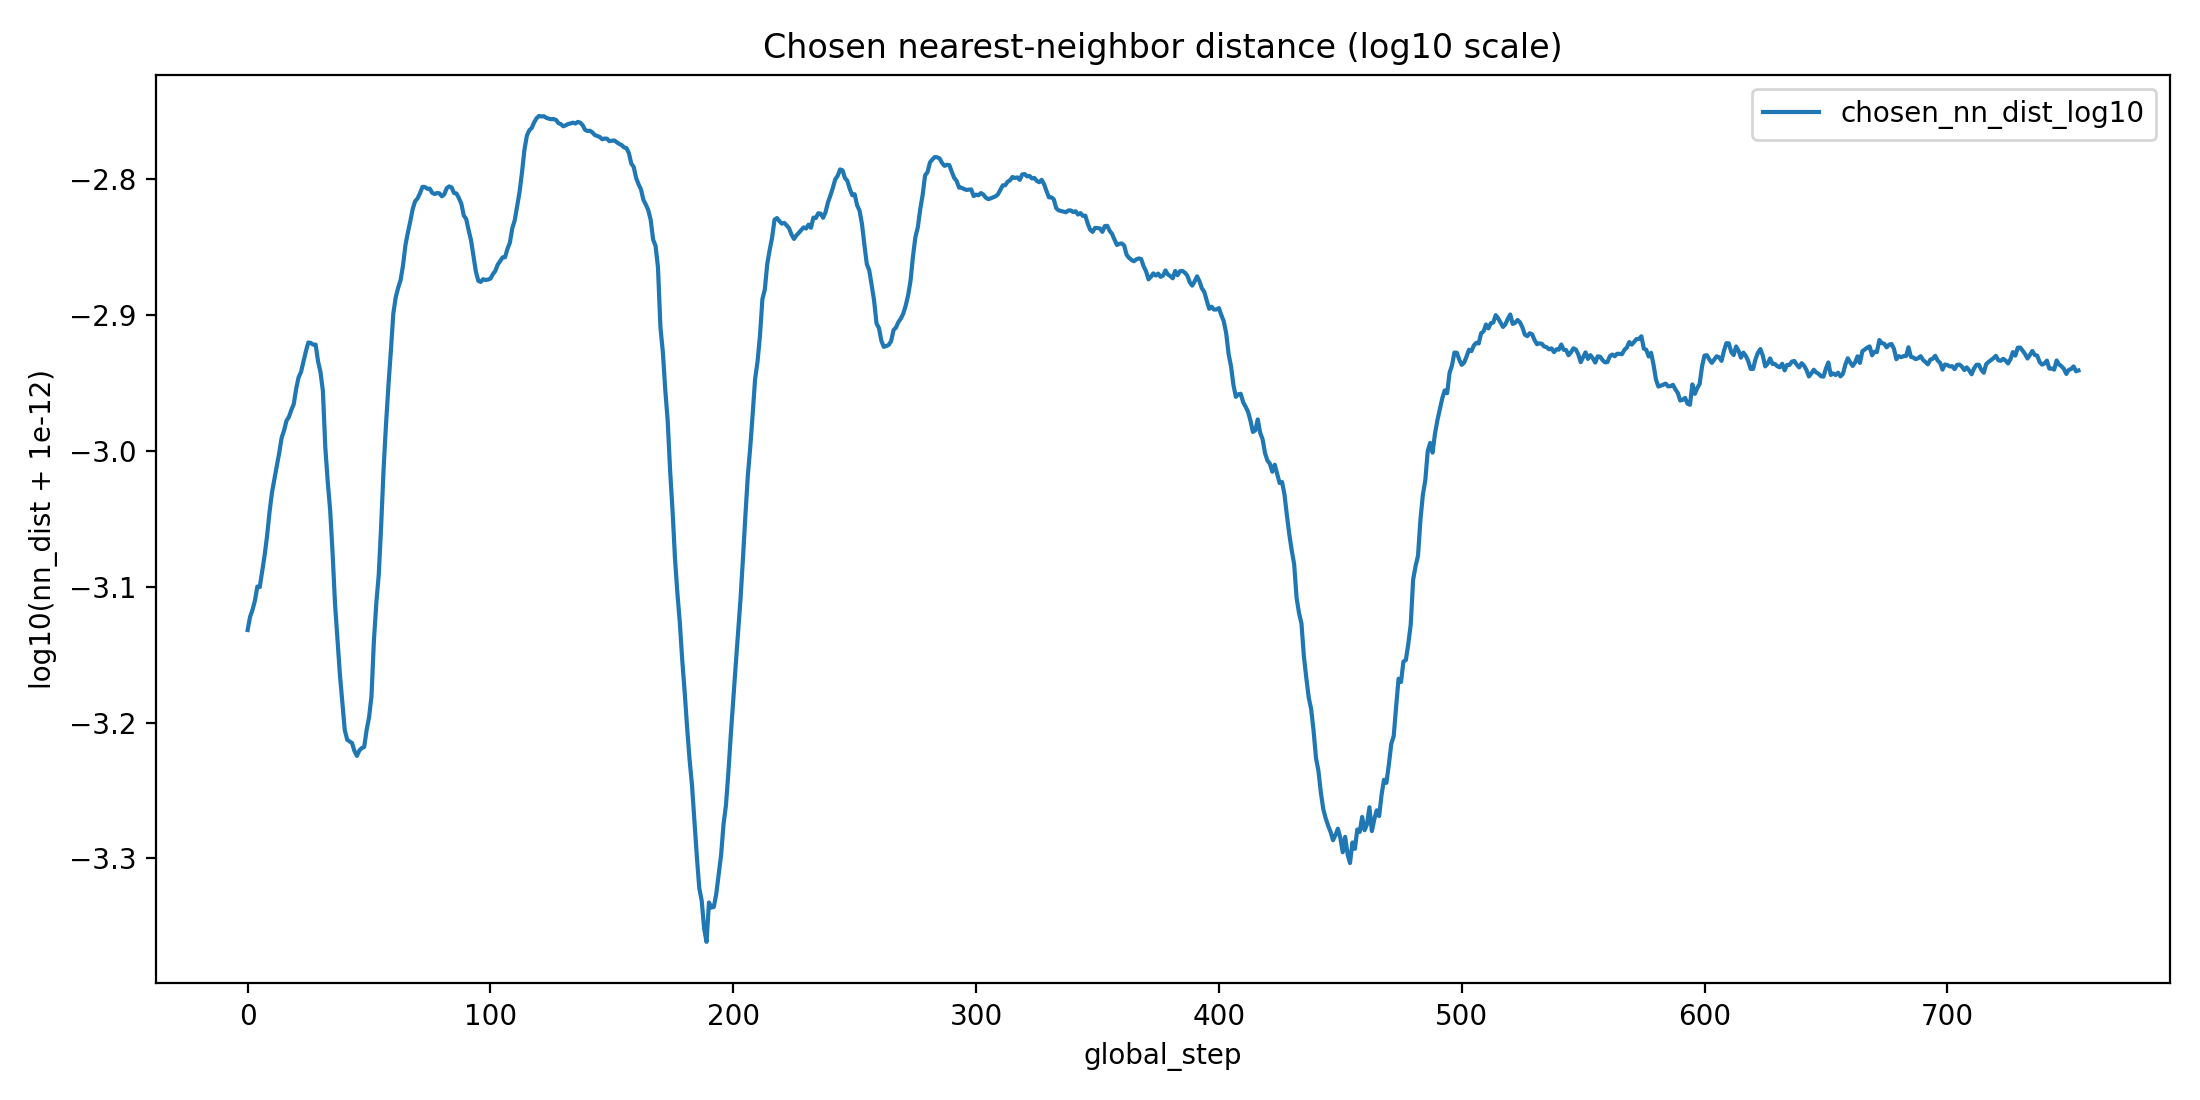 Chosen nearest-neighbor distance (log10 scale)
chosen_nn_dist_log10
log10(nn_dist + 1e-12)
−2.8
−2.9
−3.0
−3.1
−3.2
−3.3
0 100 200 300 400 500 600 700
global_step